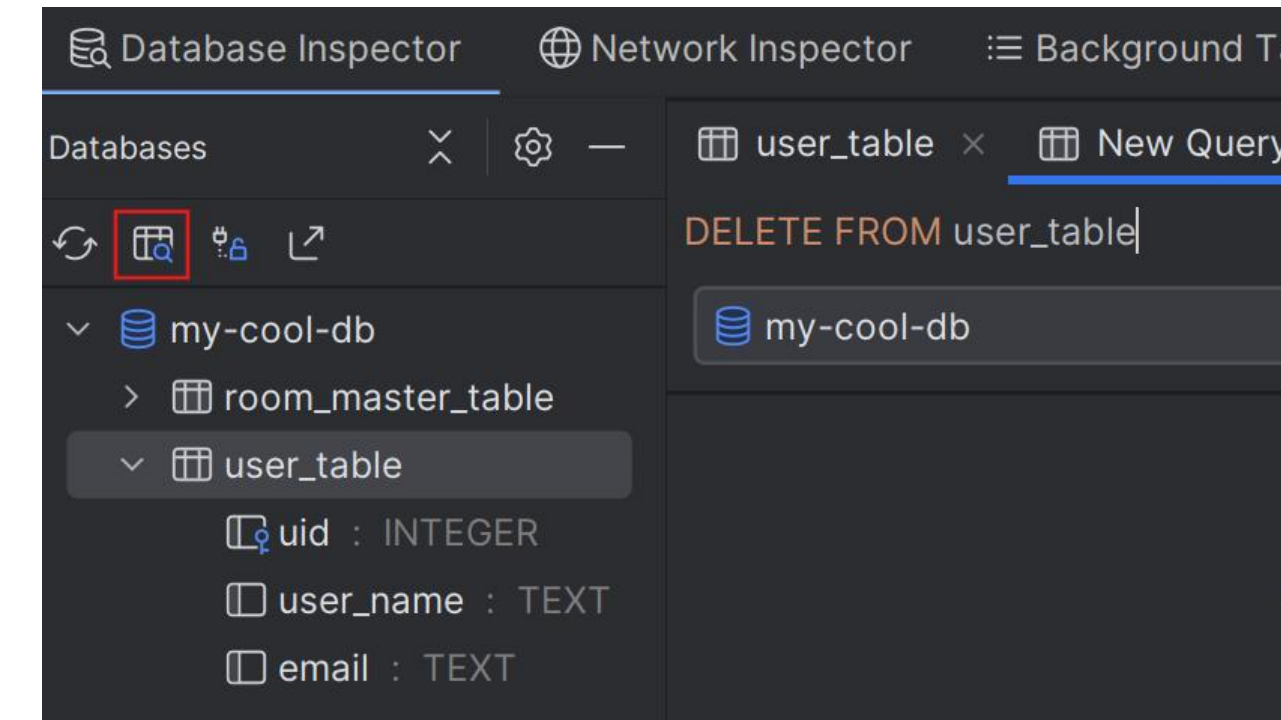 Database Inspector Network Inspector Background Ta
Databases
user_table New Query
DELETE FROM user_table
my-cool-db
my-cool-db
room_master_table
user_table
uid : INTEGER
user_name : TEXT
email : TEXT